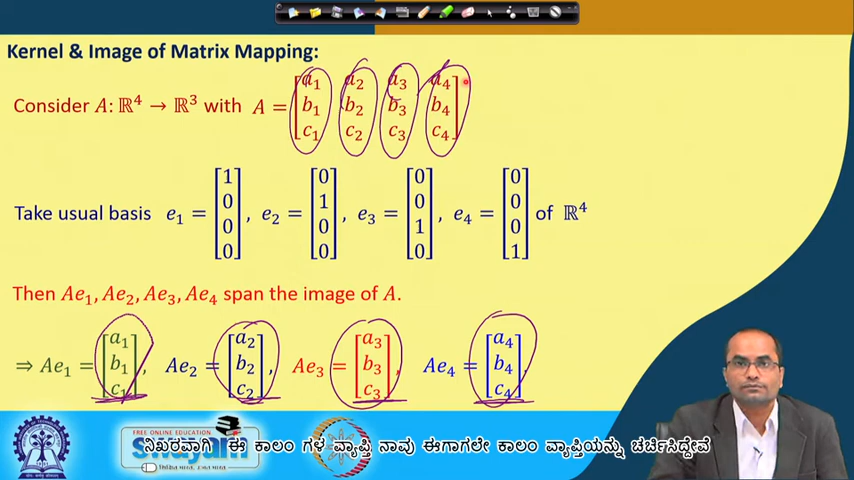 Kernel & Image of Matrix Mapping:
Consider A: ℝ⁴ → ℝ³ with A = [a₁ a₂ a₃ a₄
b₁ b₂ b₃ b₄
c₁ c₂ c₃ c₄]
Take usual basis e₁ = [1 0 0 0], e₂ = [0 1 0 0], e₃ = [0 0 1 0], e₄ = [0 0 0 1] of ℝ⁴
Then Ae₁, Ae₂, Ae₃, Ae₄ span the image of A.
⇒ Ae₁ = [a₁ b₁ c₁], Ae₂ = [a₂ b₂ c₂], Ae₃ = [a₃ b₃ c₃], Ae₄ = [a₄ b₄ c₄],
FREE ONLINE EDUCATION
swayam
ನಿಖರವಾಗಿ ಈ ಕಾಲಂ ಗಳ ವ್ಯಾಪ್ತಿ ನಾವು ಈಗಾಗಲೇ ಕಾಲಂ ವ್ಯಾಪ್ತಿಯನ್ನು ಚರ್ಚಿಸಿದ್ದೇವೆ